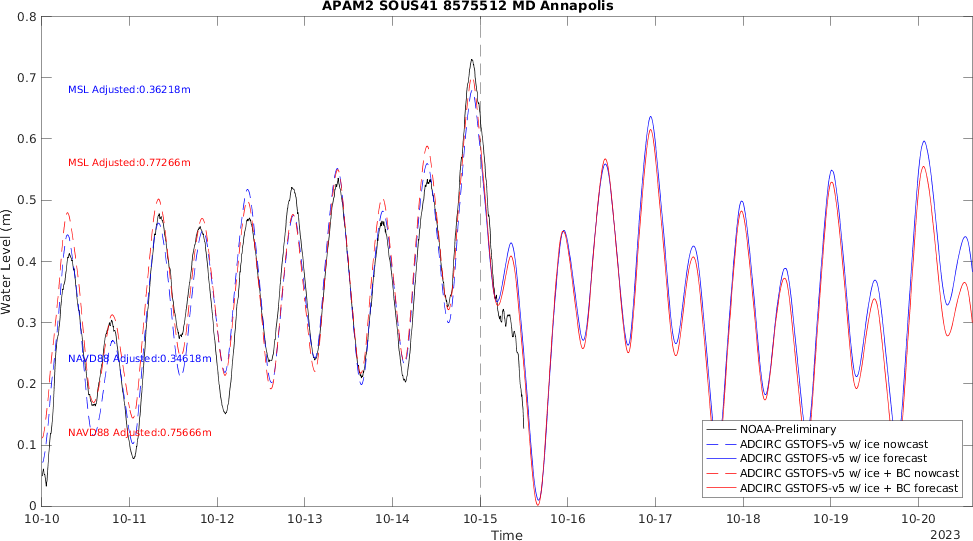 APAM2 SOUS41 8575512 MD Annapolis
0.8
0.7
0.6
0.5
0.4
0.3
0.2
0.1
0
Water Level (m)
MSL Adjusted:0.36218m
MSL Adjusted:0.77266m
NAVD88 Adjusted:0.34618m
NAVD88 Adjusted:0.75666m
NOAA-Preliminary
ADCIRC GSTOFS-v5 w/ ice nowcast
ADCIRC GSTOFS-v5 w/ ice forecast
ADCIRC GSTOFS-v5 w/ ice + BC nowcast
ADCIRC GSTOFS-v5 w/ ice + BC forecast
10-10 10-11 10-12 10-13 10-14 10-15 10-16 10-17 10-18 10-19 10-20
Time
2023